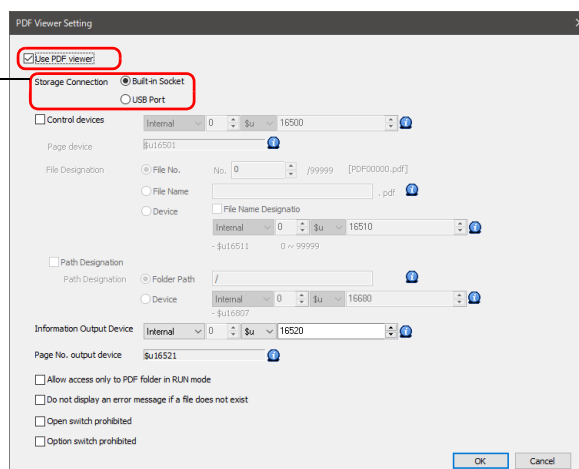 PDF Viewer Setting
Use PDF viewer
Storage Connection Built-in Socket
USB Port
Control devices Internal 0 $u 16500
Page device $u16501
File Designation File No. No. 0 /99999 [PDF00000.pdf]
File Name . pdf
Device File Name Designatio
Internal 0 $u 16510
- $u16511 0 ~ 99999
Path Designation
Path Designation Folder Path /
Device Internal 0 $u 16680
- $u16807
Information Output Device Internal 0 $u 16520
Page No. output device $u16521
Allow access only to PDF folder in RUN mode
Do not display an error message if a file does not exist
Open switch prohibited
Option switch prohibited
OK Cancel